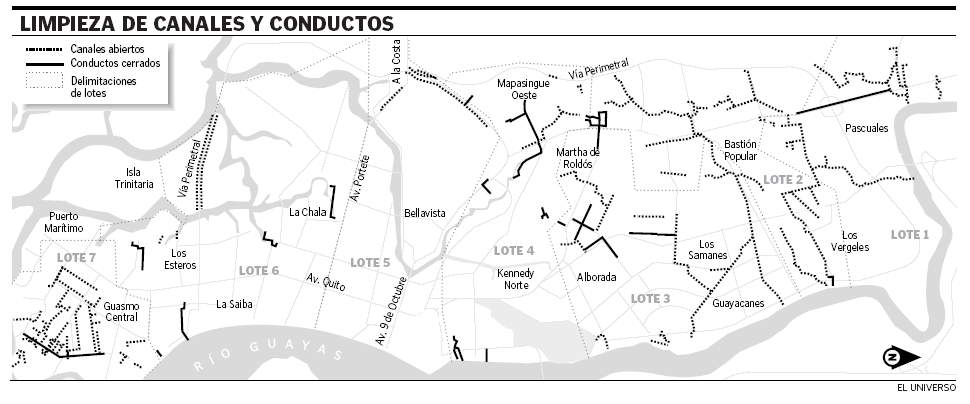 LIMPIEZA DE CANALES Y CONDUCTOS
Canales abiertos
Conductos cerrados
Delimitaciones
de lotes
A la Costa
Mapasingue
Oeste
Vía Perimetral
Pascuales
Bastión
Popular
Martha de
Roldós
LOTE 2
Isla
Trinitaria
Vía Perimetral
Av. Portete
La Chala
Bellavista
Puerto
Marítimo
LOTE 1
Los
Vergeles
Los
Samanes
LOTE 4
LOTE 7
Los
Esteros
LOTE 6
LOTE 5
Kennedy
Norte
Alborada
Av. Quito
LOTE 3
Guayacanes
Guasmo
Central
La Saiba
Av. 9 de Octubre
RÍO GUAYAS
N
EL UNIVERSO